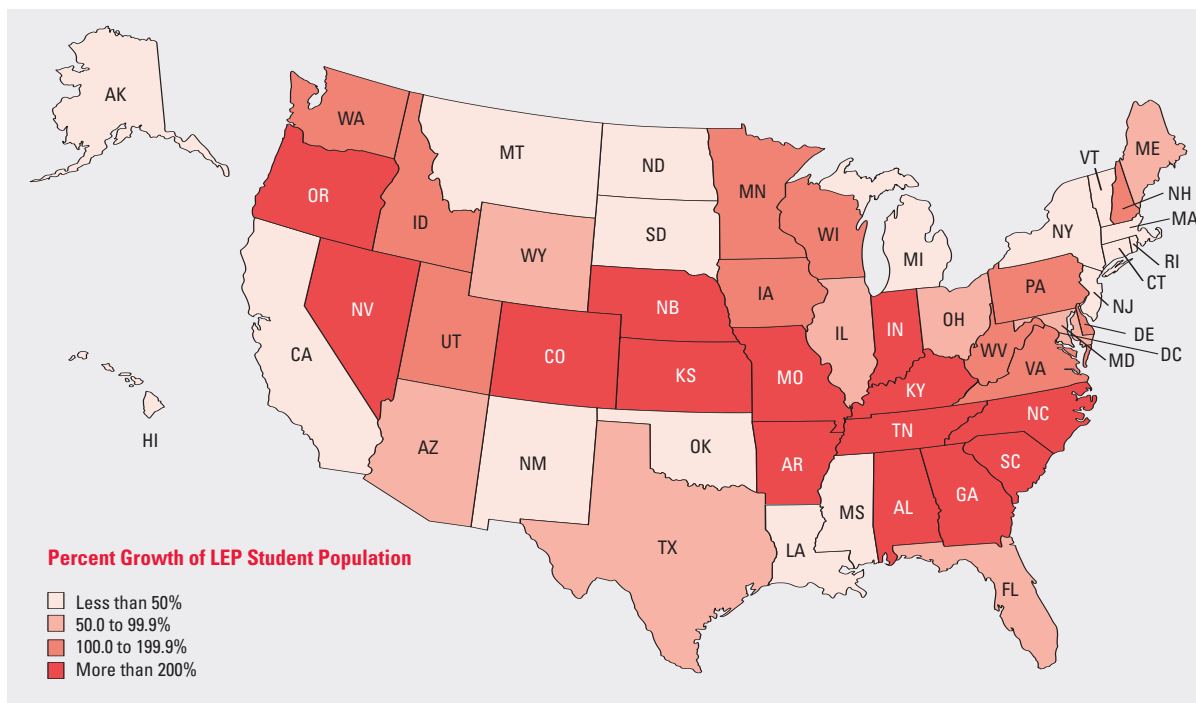 AK
WA
MT
ND
MN
VT
ME
NH
MA
OR
ID
SD
WI
NY
MI
RI
CT
WY
IA
PA
NJ
NV
NB
IL
IN
OH
DE
DC
MD
CA
UT
CO
KS
MO
WV
VA
KY
HI
AZ
NM
OK
AR
TN
NC
SC
TX
LA
MS
AL
GA
FL
Percent Growth of LEP Student Population
Less than 50%
50.0 to 99.9%
100.0 to 199.9%
More than 200%